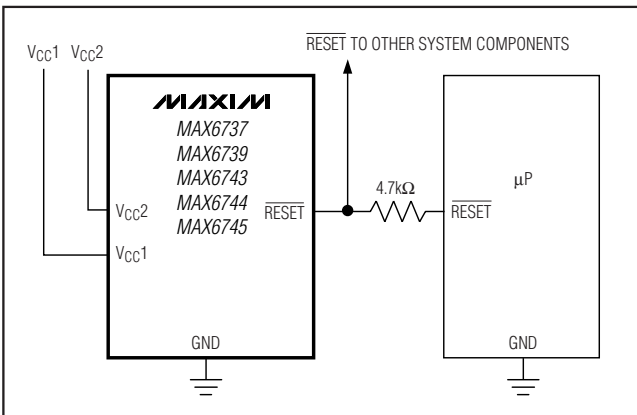 RESET TO OTHER SYSTEM COMPONENTS
VCC1 VCC2
MAXIM
MAX6737
MAX6739
MAX6743
MAX6744
MAX6745
VCC2
VCC1
RESET
GND
4.7kΩ
RESET
μP
GND